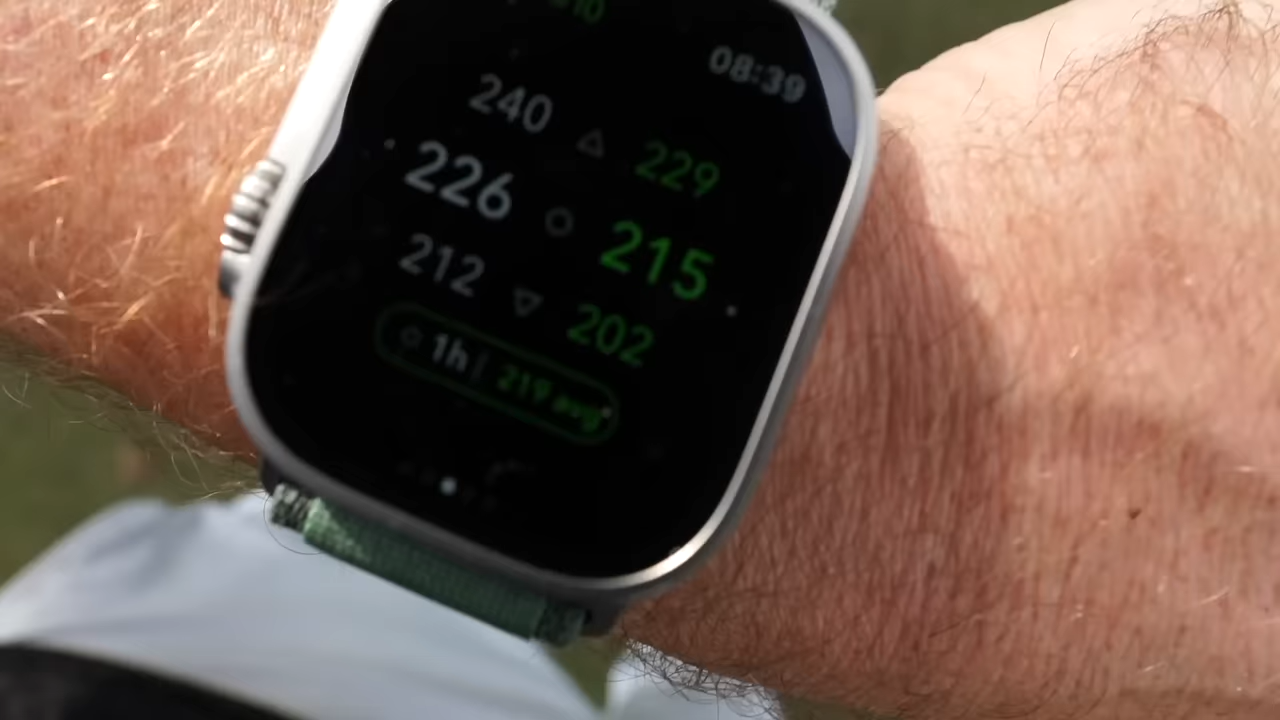 08:39
240 △ 229
226 ○ 215
212 ▽ 202
1h | 219 avg